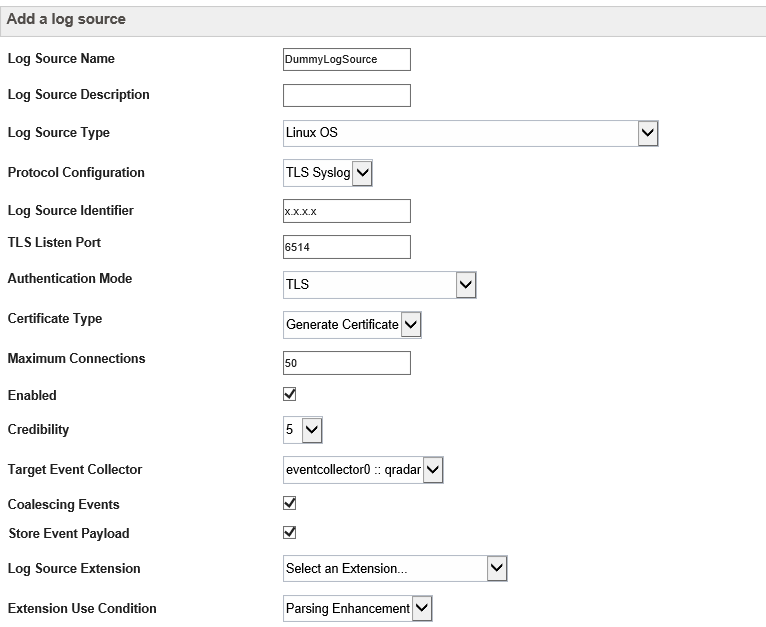 Add a log source
Log Source Name DummyLogSource
Log Source Description
Log Source Type Linux OS
Protocol Configuration TLS Syslog
Log Source Identifier x.x.x.x
TLS Listen Port 6514
Authentication Mode TLS
Certificate Type Generate Certificate
Maximum Connections 50
Enabled
Credibility 5
Target Event Collector eventcollector0 :: qradar
Coalescing Events
Store Event Payload
Log Source Extension Select an Extension...
Extension Use Condition Parsing Enhancement